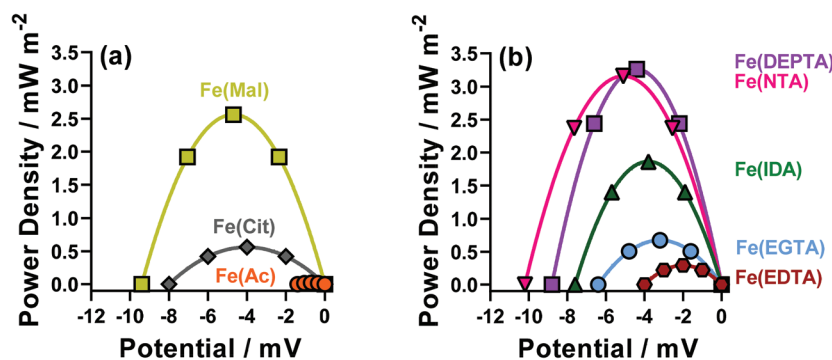 (a)
Power Density / mW m-2
3.5
3.0
2.5
2.0
1.5
1.0
0.5
0.0
Fe(Mal)
Fe(Cit)
Fe(Ac)
-12 -10 -8 -6 -4 -2 0
Potential / mV
(b)
Power Density / mW m-2
3.5
3.0
2.5
2.0
1.5
1.0
0.5
0.0
Fe(DEPTA)
Fe(NTA)
Fe(IDA)
Fe(EGTA)
Fe(EDTA)
-12 -10 -8 -6 -4 -2 0
Potential / mV